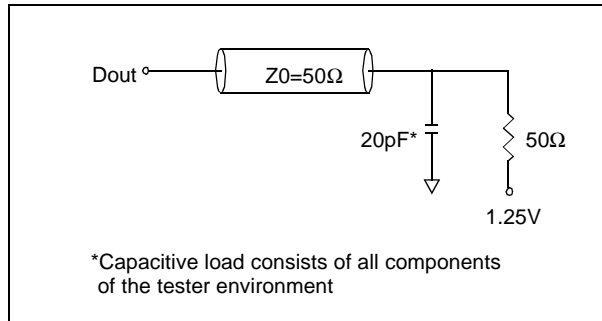 Dout
Z0=50Ω
20pF*
50Ω
1.25V
*Capacitive load consists of all components
of the tester environment